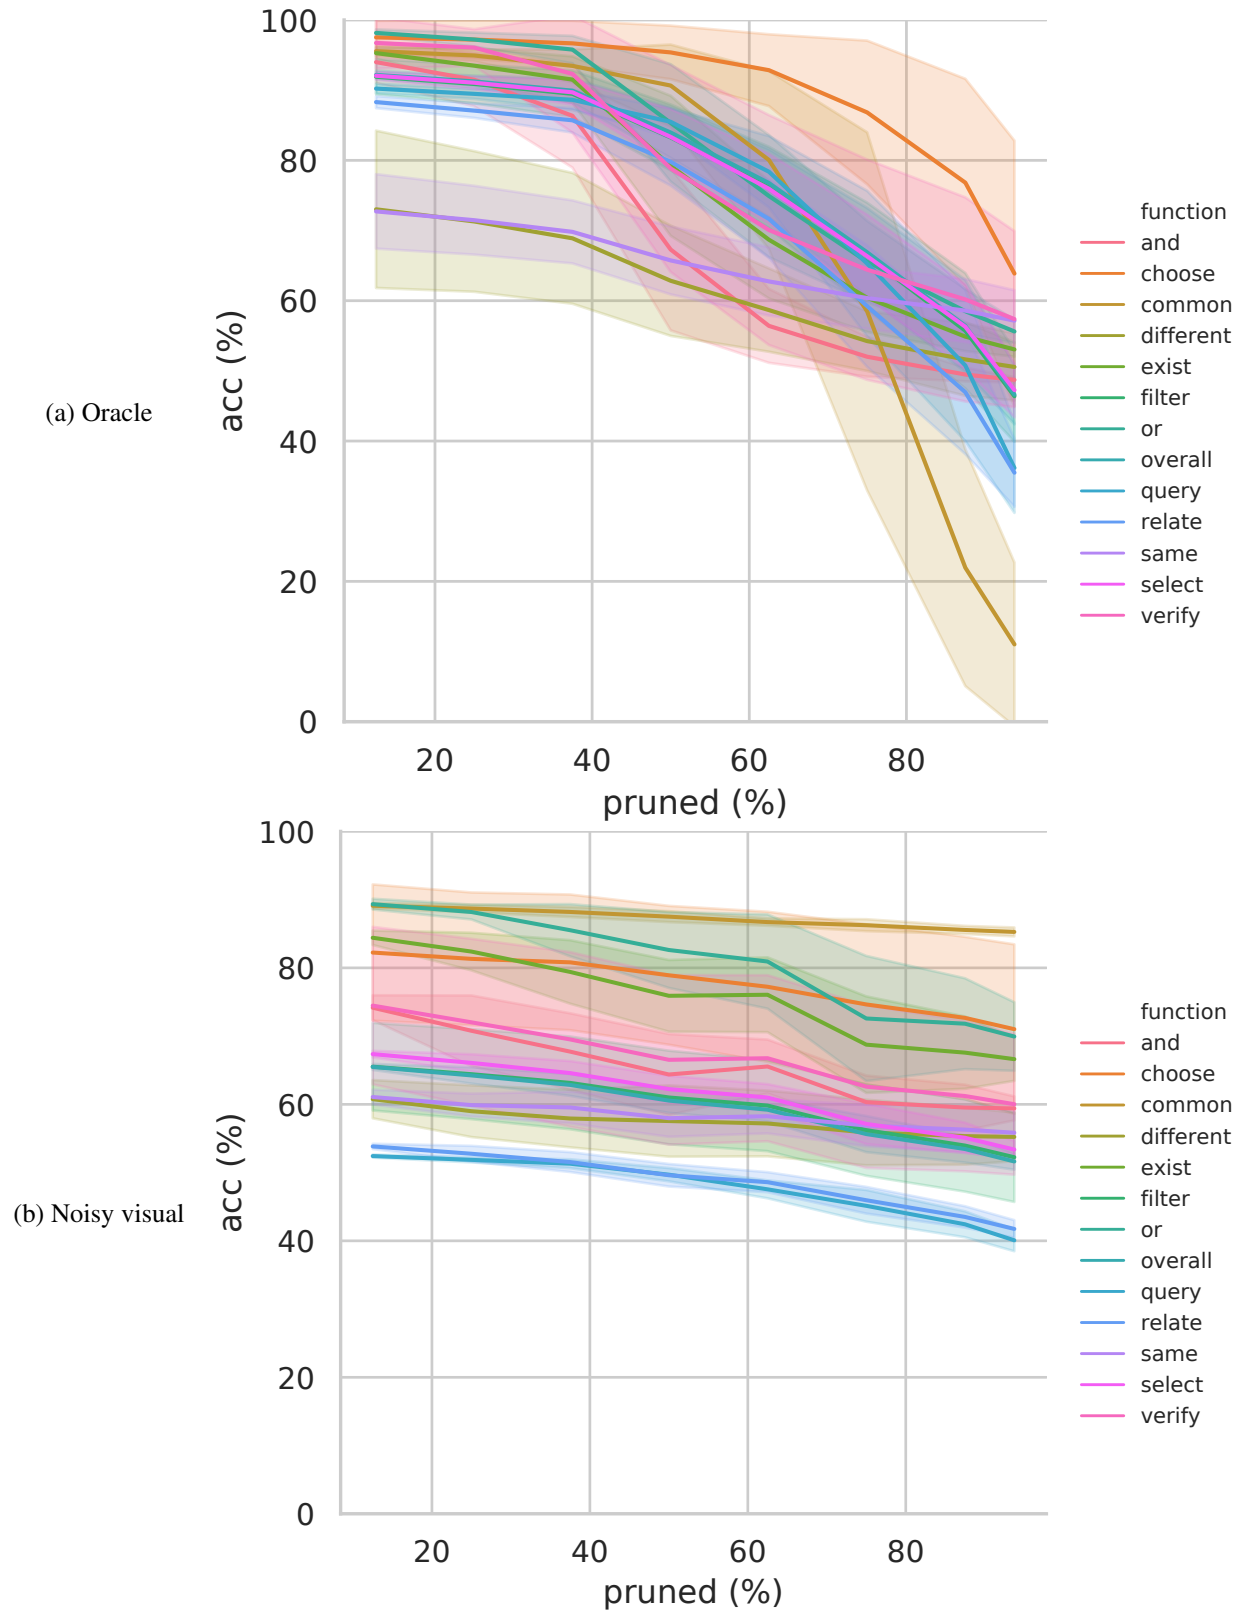 (a) Oracle
acc (%)
100
80
60
40
20
0
20 40 60 80
pruned (%)
function
and
choose
common
different
exist
filter
or
overall
query
relate
same
select
verify
(b) Noisy visual
acc (%)
100
80
60
40
20
0
20 40 60 80
pruned (%)
function
and
choose
common
different
exist
filter
or
overall
query
relate
same
select
verify